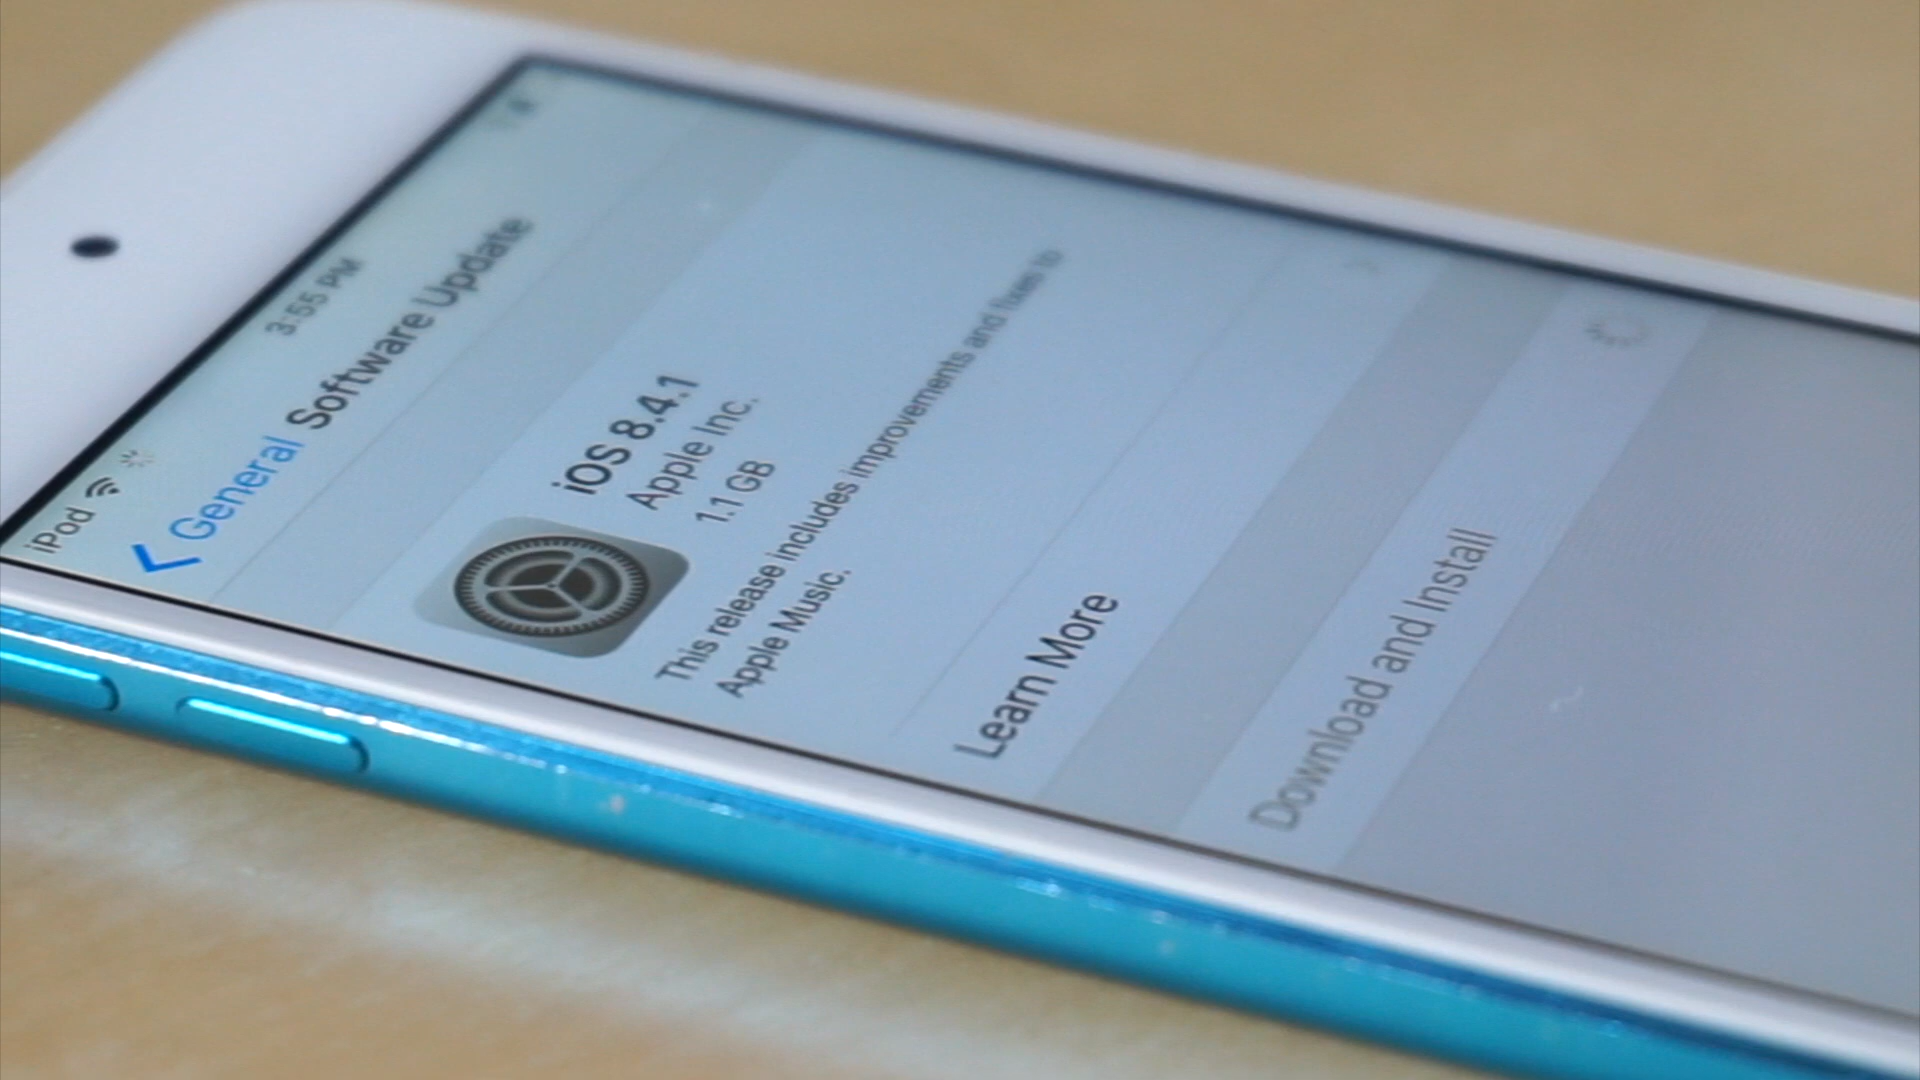 iPod
3:55 PM
General
Software Update
iOS 8.4.1
Apple Inc.
1.1 GB
This release includes improvements and fixes to
Apple Music.
Learn More
Download and Install